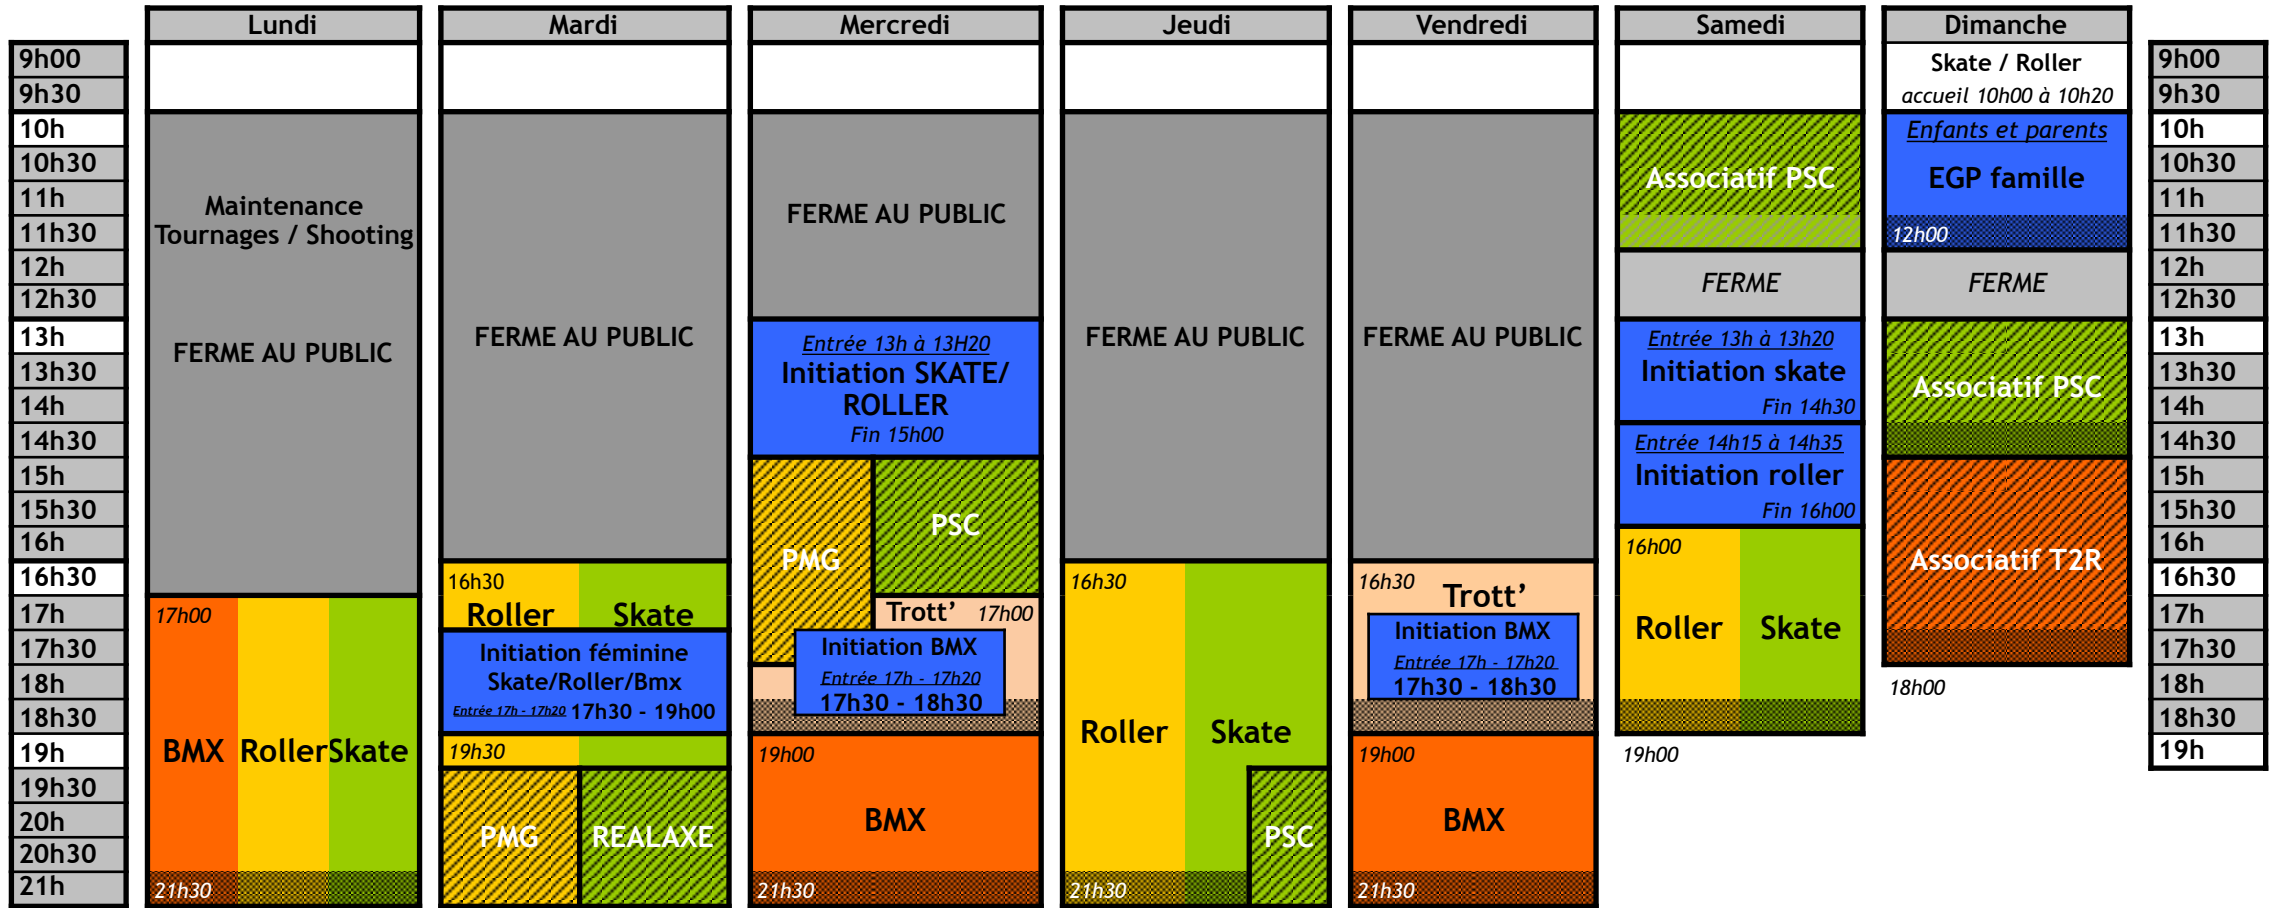 Lundi
Mardi
Mercredi
Jeudi
Vendredi
Samedi
Dimanche
9h00
9h30
10h
10h30
11h
11h30
12h
12h30
13h
13h30
14h
14h30
15h
15h30
16h
16h30
17h
17h30
18h
18h30
19h
19h30
20h
20h30
21h
Maintenance
Tournages / Shooting
FERME AU PUBLIC
17h00
BMX
Roller
Skate
21h30
FERME AU PUBLIC
16h30
Roller
Skate
Initiation féminine
Skate/Roller/Bmx
Entrée 17h - 17h20 17h30 - 19h00
19h30
PMG
REALAXE
FERME AU PUBLIC
Entrée 13h à 13H20
Initiation SKATE/
ROLLER
Fin 15h00
PMG
PSC
Trott’ 17h00
Initiation BMX
Entrée 17h - 17h20
17h30 - 18h30
19h00
BMX
21h30
FERME AU PUBLIC
16h30
Roller
Skate
PSC
21h30
FERME AU PUBLIC
16h30
Trott’
Initiation BMX
Entrée 17h - 17h20
17h30 - 18h30
19h00
BMX
21h30
Associatif PSC
FERME
Entrée 13h à 13h20
Initiation skate
Fin 14h30
Entrée 14h15 à 14h35
Initiation roller
Fin 16h00
16h00
Roller
Skate
19h00
Skate / Roller
accueil 10h00 à 10h20
Enfants et parents
EGP famille
12h00
FERME
Associatif PSC
Associatif T2R
18h00
9h00
9h30
10h
10h30
11h
11h30
12h
12h30
13h
13h30
14h
14h30
15h
15h30
16h
16h30
17h
17h30
18h
18h30
19h